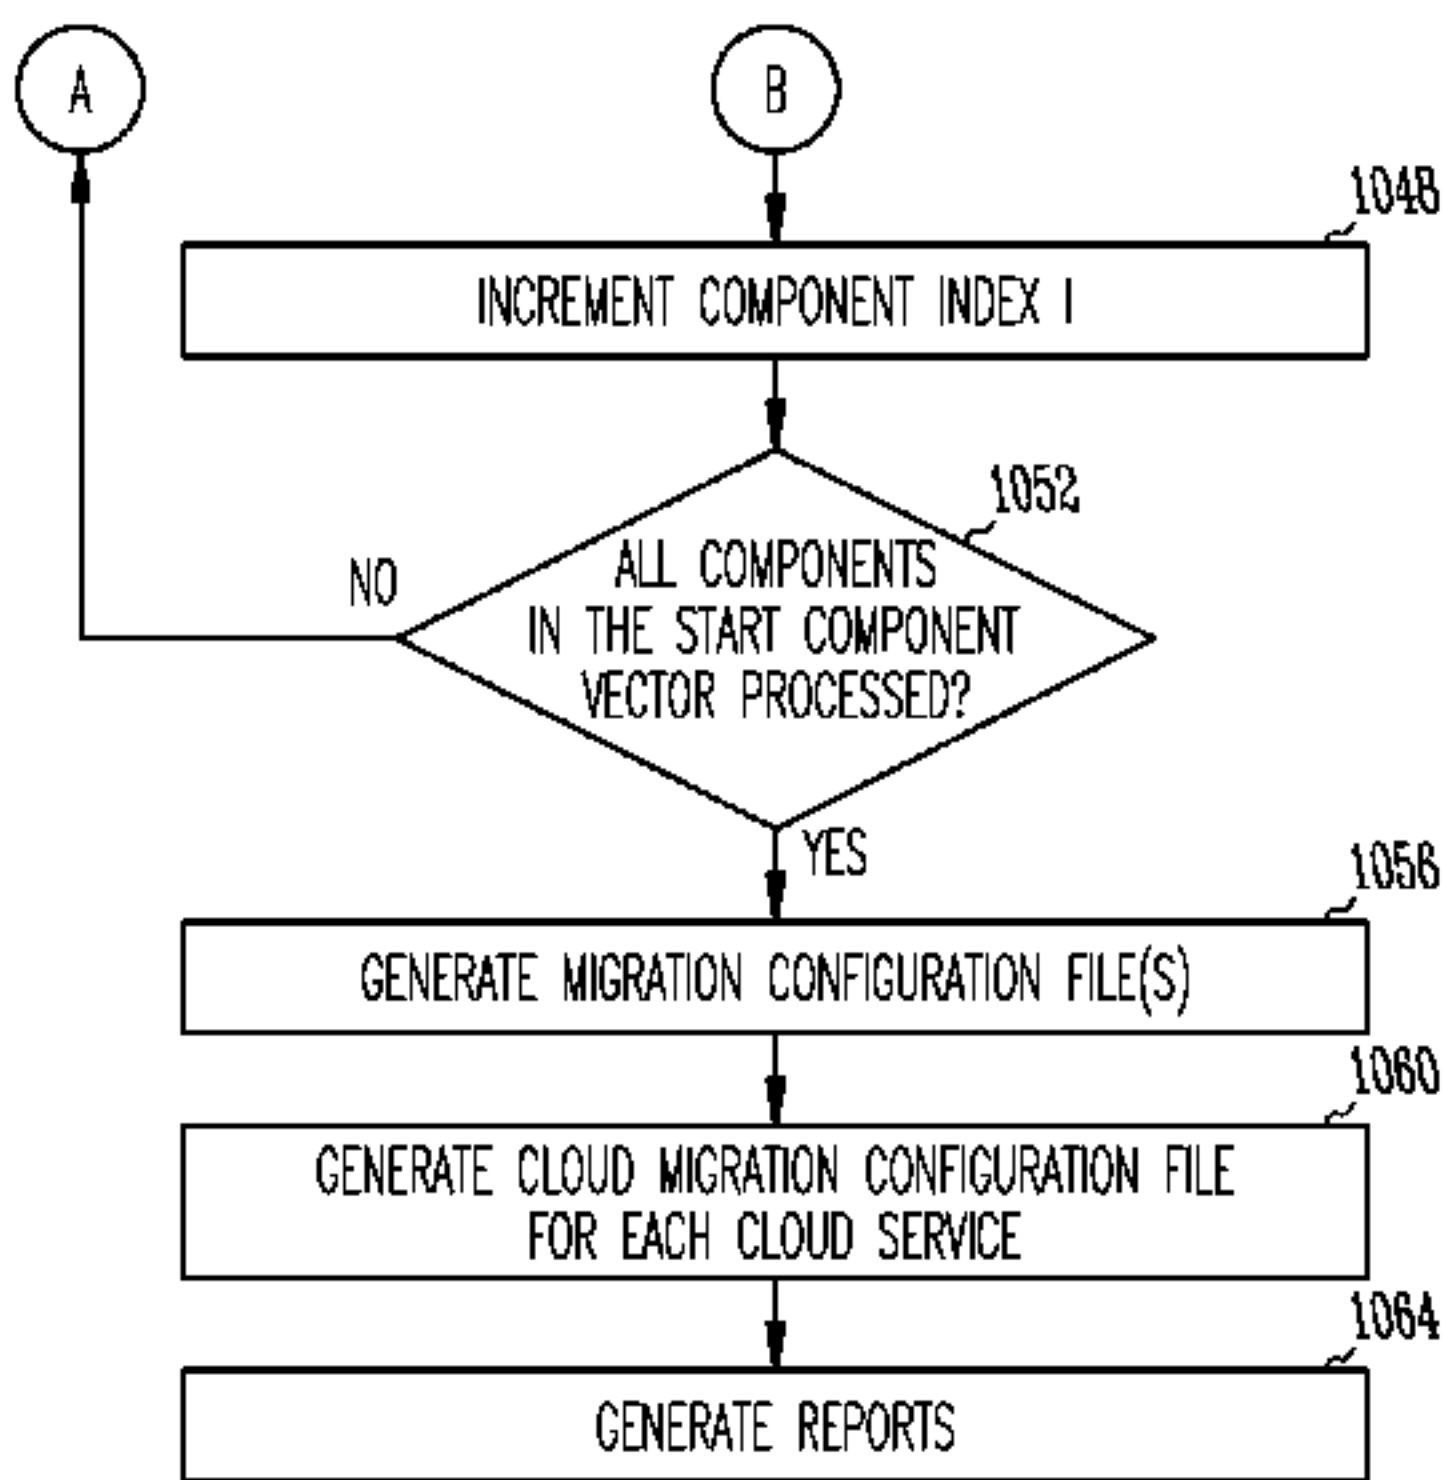 A
B
1048
INCREMENT COMPONENT INDEX I
1052
ALL COMPONENTS
IN THE START COMPONENT
VECTOR PROCESSED?
NO
YES
1056
GENERATE MIGRATION CONFIGURATION FILE(S)
1060
GENERATE CLOUD MIGRATION CONFIGURATION FILE
FOR EACH CLOUD SERVICE
1064
GENERATE REPORTS